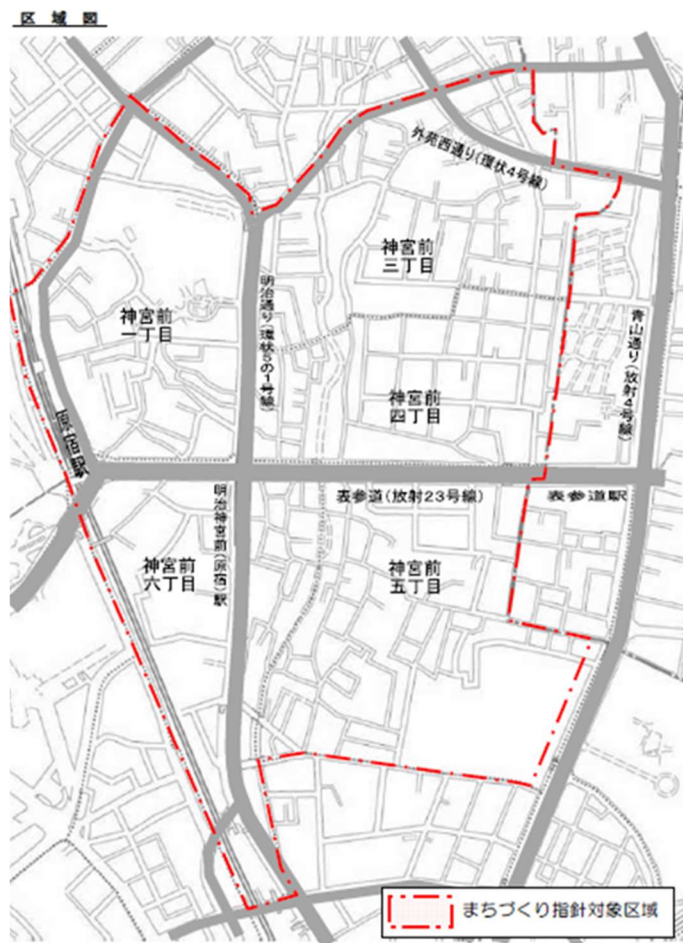 区 域 図
外苑西通り(環状4号線)
神宮前
三丁目
明治通り(環状5の1号線)
神宮前
一丁目
青山通り(放射4号線)
神宮前
四丁目
原宿駅
表参道(放射23号線)
表参道駅
明治神宮前(原宿)駅
神宮前
六丁目
神宮前
五丁目
まちづくり指針対象区域